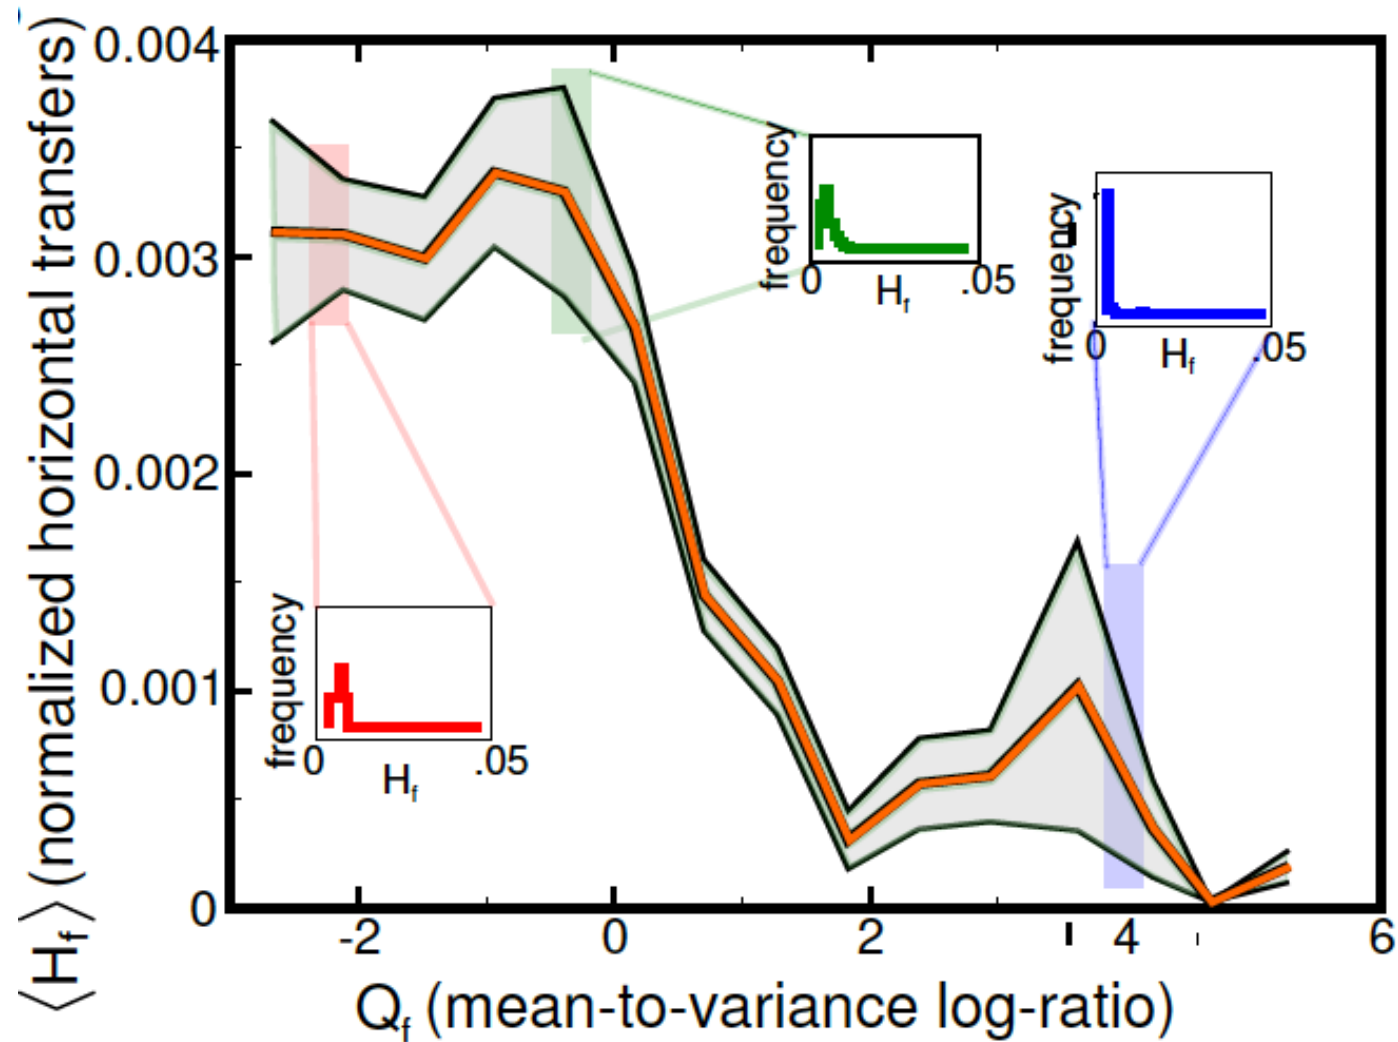 ⟨Hf⟩ (normalized horizontal transfers)
0.004
0.003
0.002
0.001
0
-2
0
2
4
6
Qf (mean-to-variance log-ratio)
frequency
0
.05
Hf
frequency
0
.05
Hf
frequency
0
.05
Hf